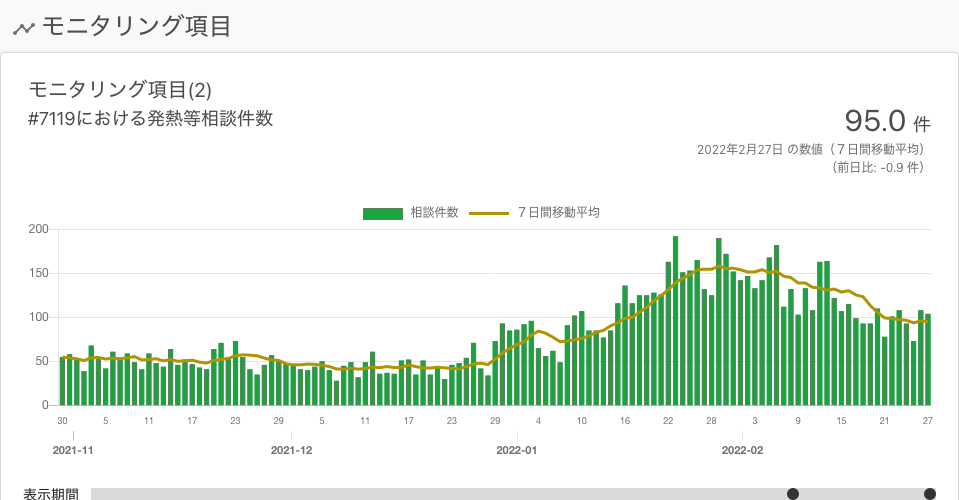 モニタリング項目
モニタリング項目(2)
#7119における発熱等相談件数
95.0 件
2022年2月27日 の数値（７日間移動平均）
（前日比: -0.9 件）
相談件数 ７日間移動平均
200
150
100
50
0
30 5 11 17 23 29 5 11 17 23 29 4 10 16 22 28 3 9 15 21 27
2021-11 2021-12 2022-01 2022-02
表示期間